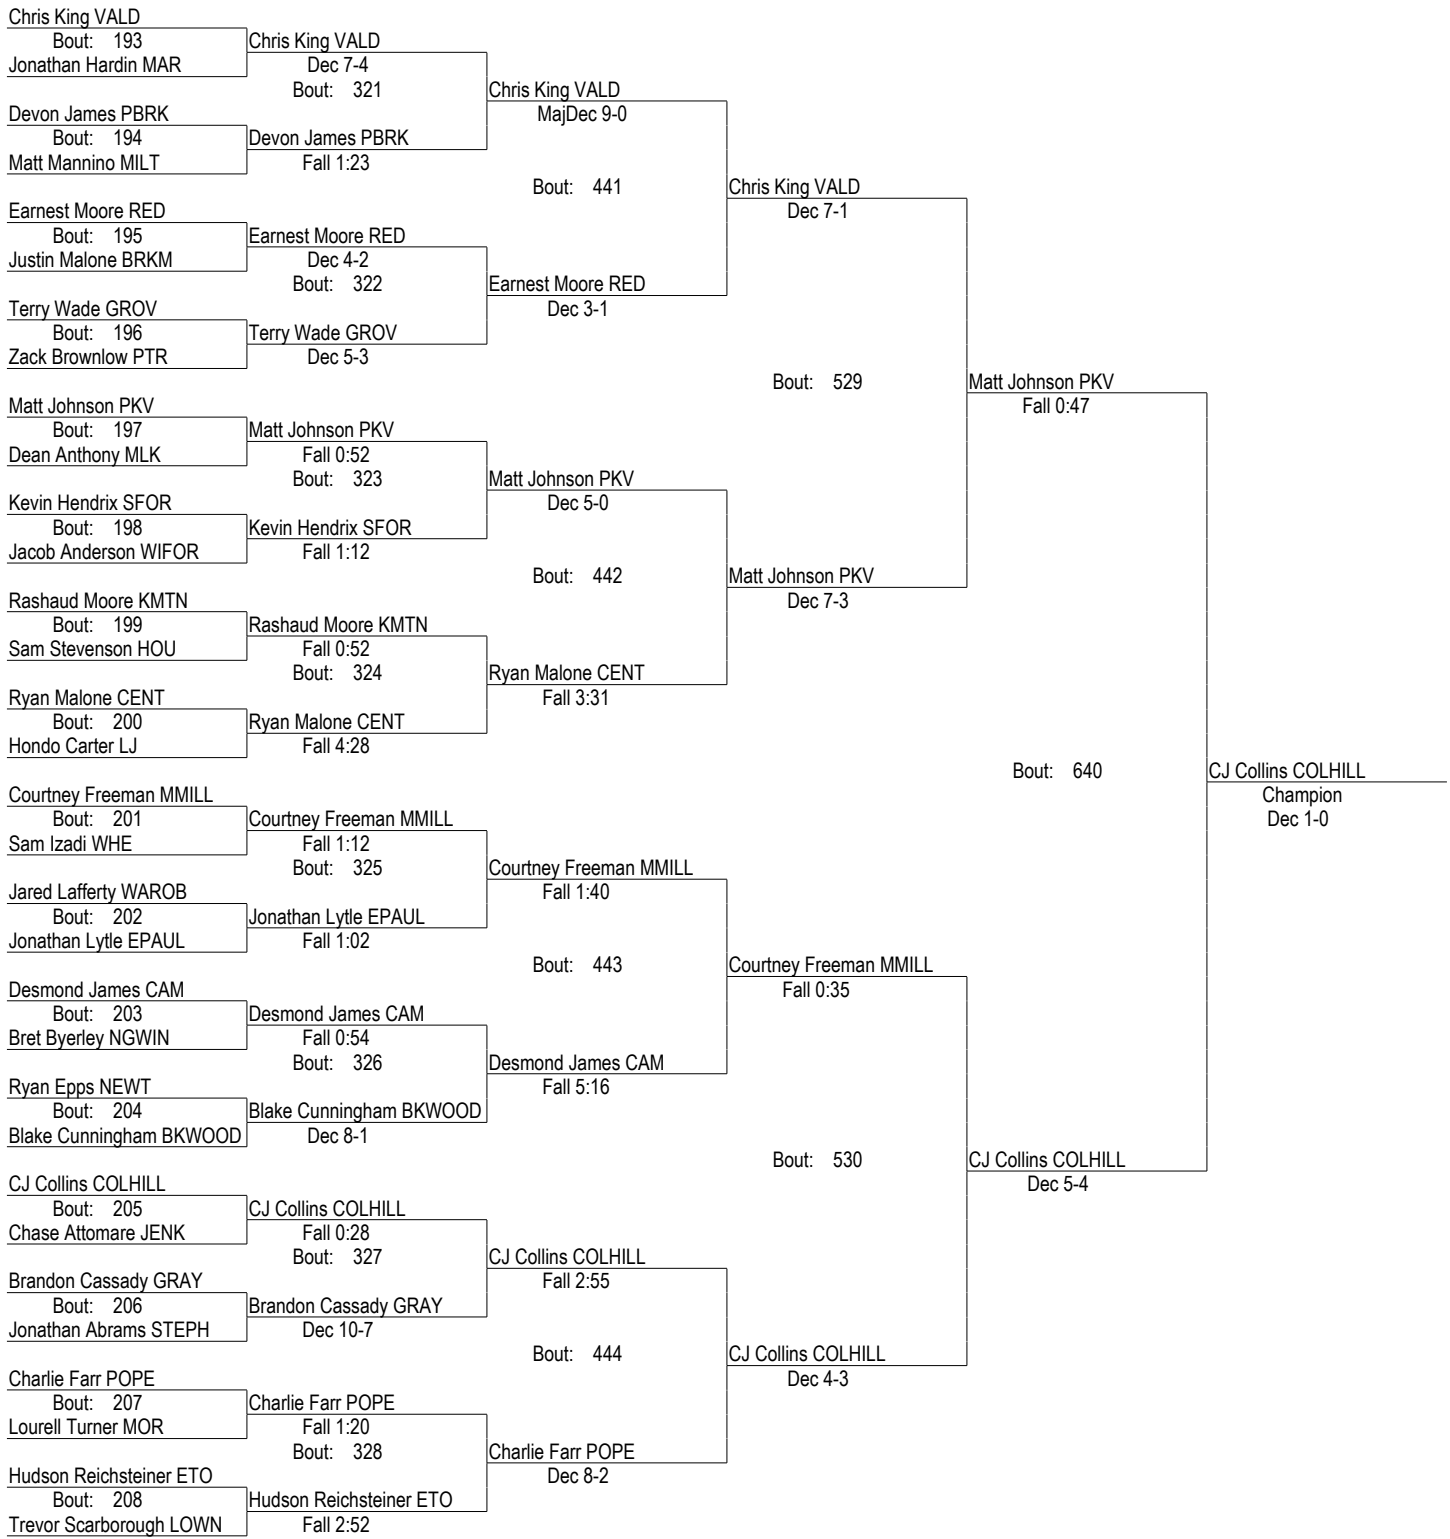 Chris King VALD
Bout: 193
Jonathan Hardin MAR
Devon James PBRK
Bout: 194
Matt Mannino MILT
Earnest Moore RED
Bout: 195
Justin Malone BRKM
Terry Wade GROV
Bout: 196
Zack Brownlow PTR
Matt Johnson PKV
Bout: 197
Dean Anthony MLK
Kevin Hendrix SFOR
Bout: 198
Jacob Anderson WIFOR
Rashaud Moore KMTN
Bout: 199
Sam Stevenson HOU
Ryan Malone CENT
Bout: 200
Hondo Carter LJ
Courtney Freeman MMILL
Bout: 201
Sam Izadi WHE
Jared Lafferty WAROB
Bout: 202
Jonathan Lytle EPAUL
Desmond James CAM
Bout: 203
Bret Byerley NGWIN
Ryan Epps NEWT
Bout: 204
Blake Cunningham BKWOOD
CJ Collins COLHILL
Bout: 205
Chase Attomare JENK
Brandon Cassady GRAY
Bout: 206
Jonathan Abrams STEPH
Charlie Farr POPE
Bout: 207
Lourell Turner MOR
Hudson Reichsteiner ETO
Bout: 208
Trevor Scarborough LOWN
Chris King VALD
Dec 7-4
Bout: 321
Devon James PBRK
Fall 1:23
Earnest Moore RED
Dec 4-2
Bout: 322
Terry Wade GROV
Dec 5-3
Matt Johnson PKV
Fall 0:52
Bout: 323
Kevin Hendrix SFOR
Fall 1:12
Rashaud Moore KMTN
Fall 0:52
Bout: 324
Ryan Malone CENT
Fall 4:28
Courtney Freeman MMILL
Fall 1:12
Bout: 325
Jonathan Lytle EPAUL
Fall 1:02
Desmond James CAM
Fall 0:54
Bout: 326
Blake Cunningham BKWOOD
Dec 8-1
CJ Collins COLHILL
Fall 0:28
Bout: 327
Brandon Cassady GRAY
Dec 10-7
Charlie Farr POPE
Fall 1:20
Bout: 328
Hudson Reichsteiner ETO
Fall 2:52
Chris King VALD
MajDec 9-0
Bout: 441
Earnest Moore RED
Dec 3-1
Matt Johnson PKV
Dec 5-0
Bout: 442
Ryan Malone CENT
Fall 3:31
Courtney Freeman MMILL
Fall 1:40
Bout: 443
Desmond James CAM
Fall 5:16
CJ Collins COLHILL
Fall 2:55
Bout: 444
Charlie Farr POPE
Dec 8-2
Chris King VALD
Dec 7-1
Bout: 529
Matt Johnson PKV
Dec 7-3
Courtney Freeman MMILL
Fall 0:35
Bout: 530
CJ Collins COLHILL
Dec 4-3
Matt Johnson PKV
Fall 0:47
Bout: 640
CJ Collins COLHILL
Dec 5-4
CJ Collins COLHILL
Champion
Dec 1-0